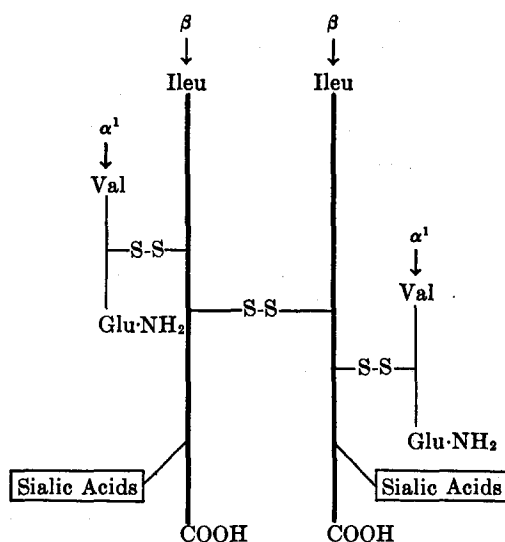 β β
Ileu Ileu
α¹
Val
S-S
α¹
Val
Glu·NH₂
S-S
S-S
Glu·NH₂
Sialic Acids Sialic Acids
COOH COOH